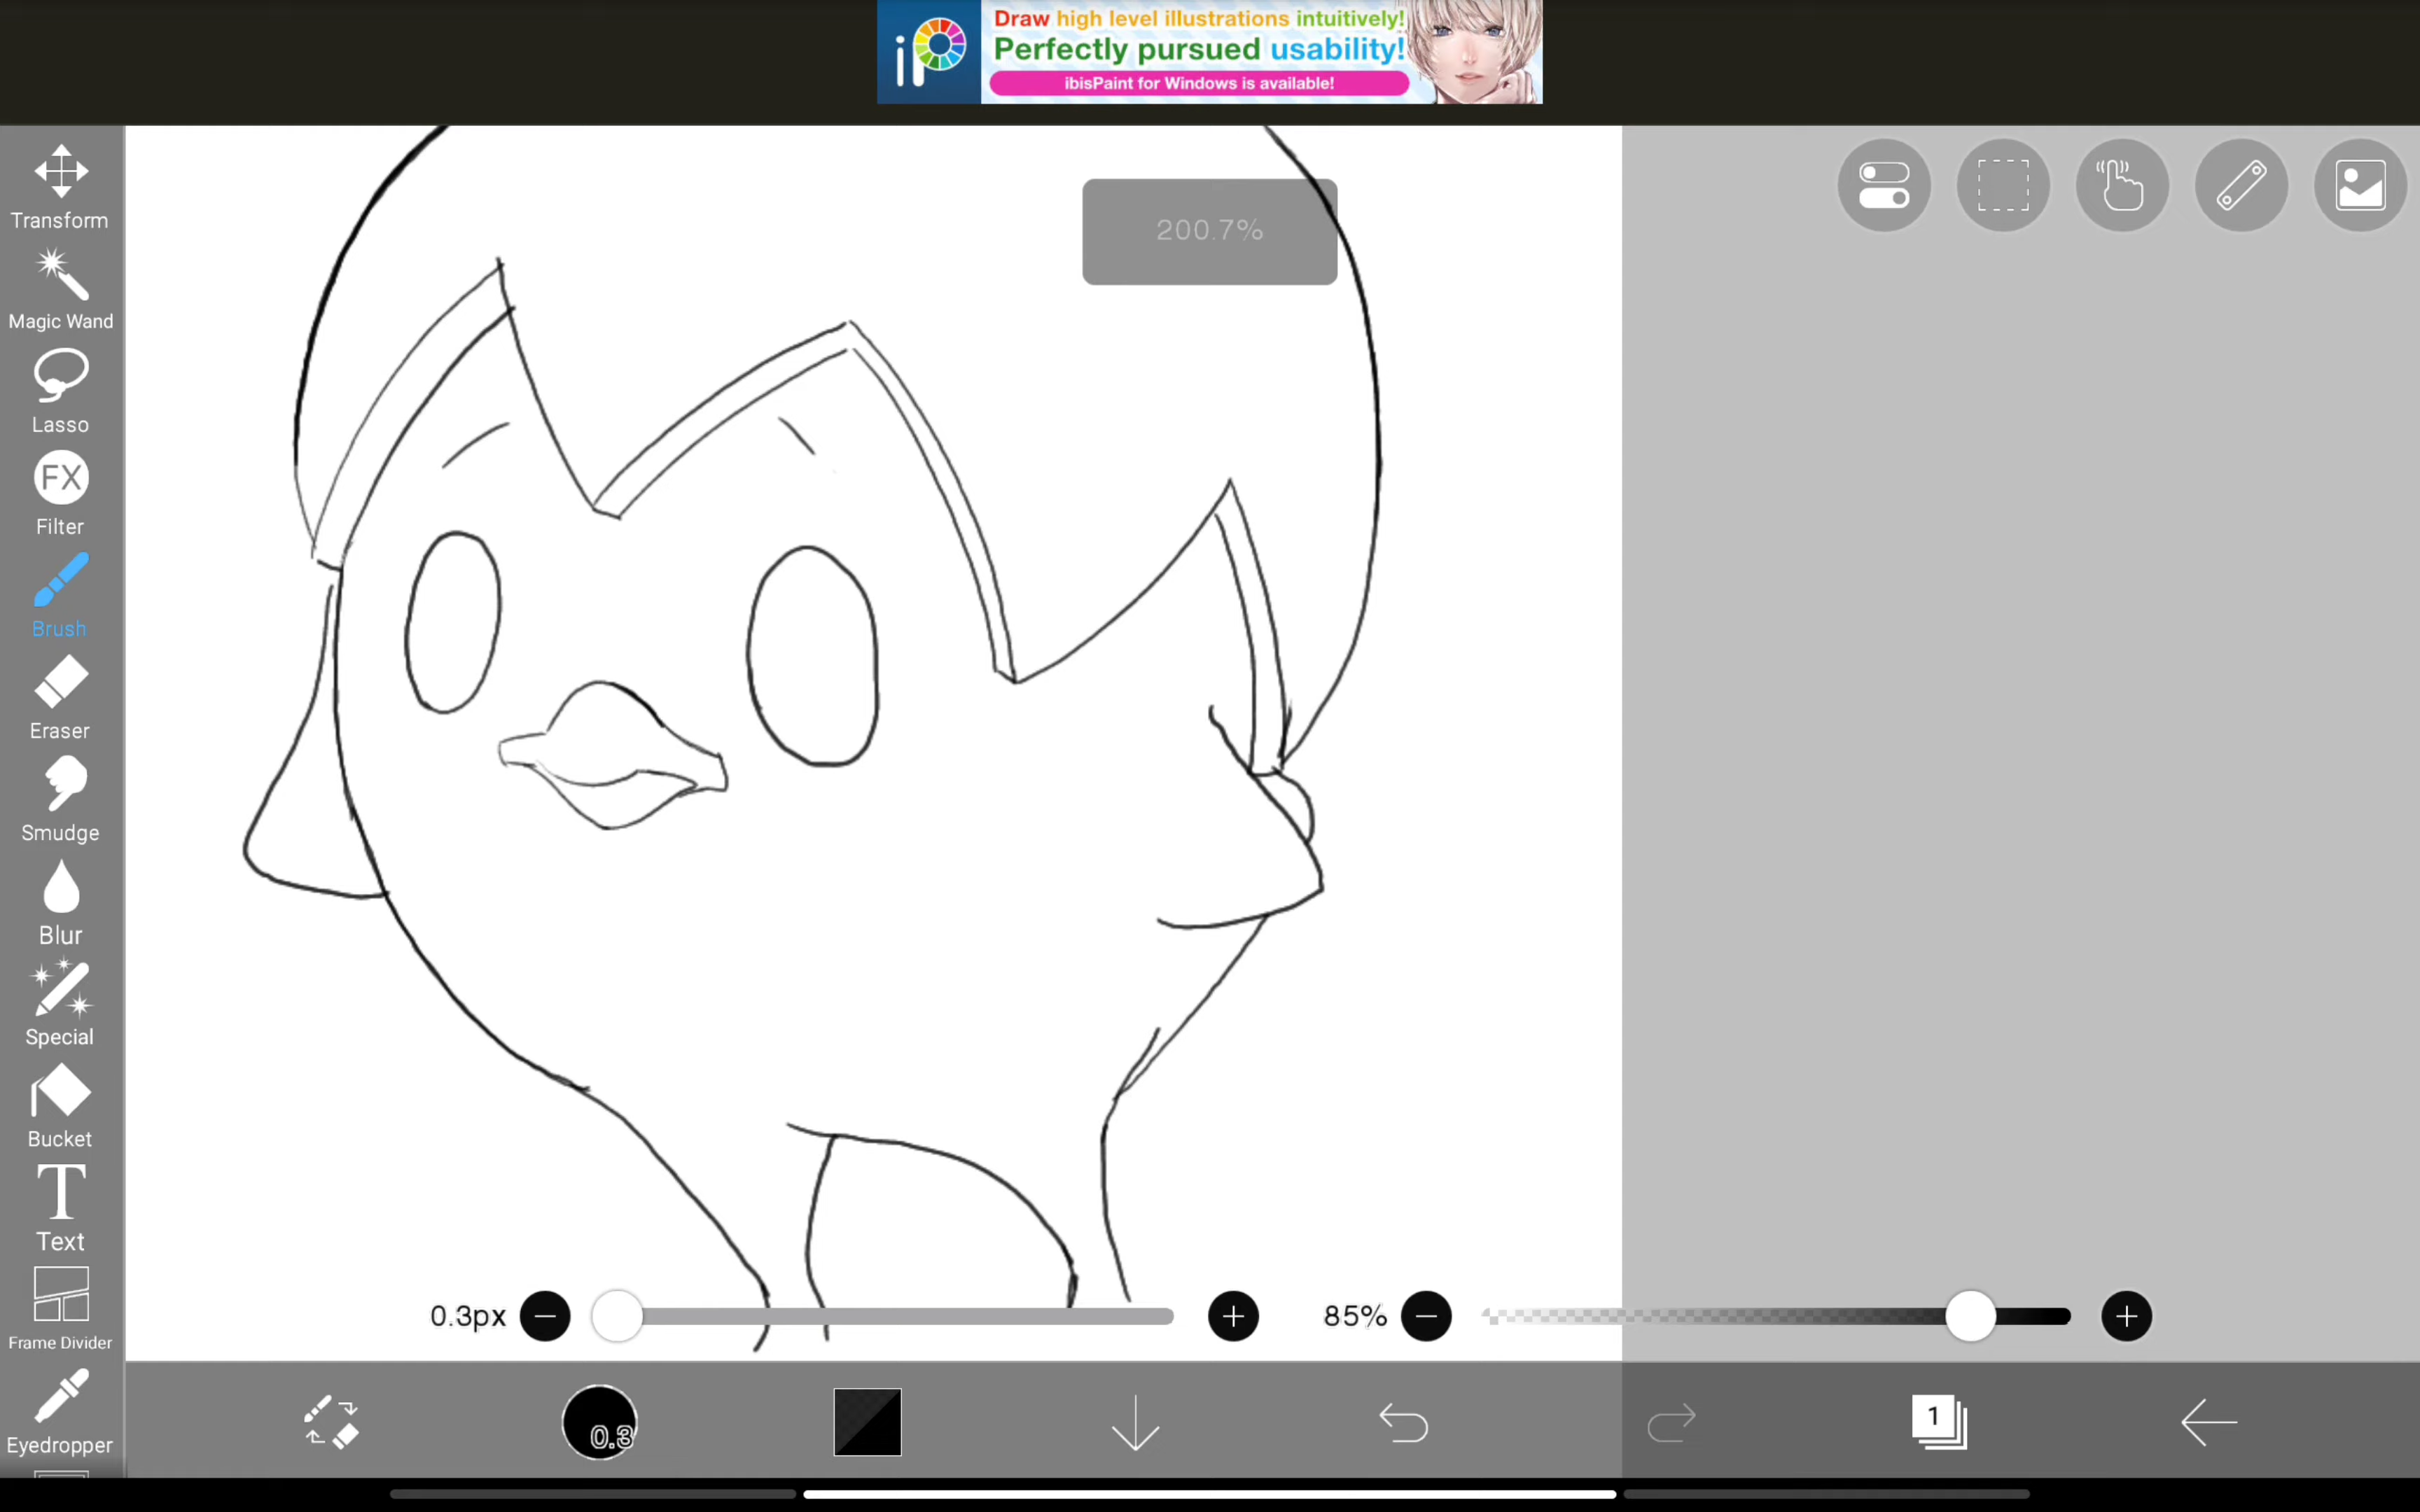 iP
Draw high level illustrations intuitively!
Perfectly pursued usability!
ibisPaint for Windows is available!
Transform
200.7%
Magic Wand
Lasso
FX
Filter
Brush
Eraser
Smudge
Blur
Special
Bucket
T
Text
0.3px
85%
Frame Divider
0.3
1
Eyedropper